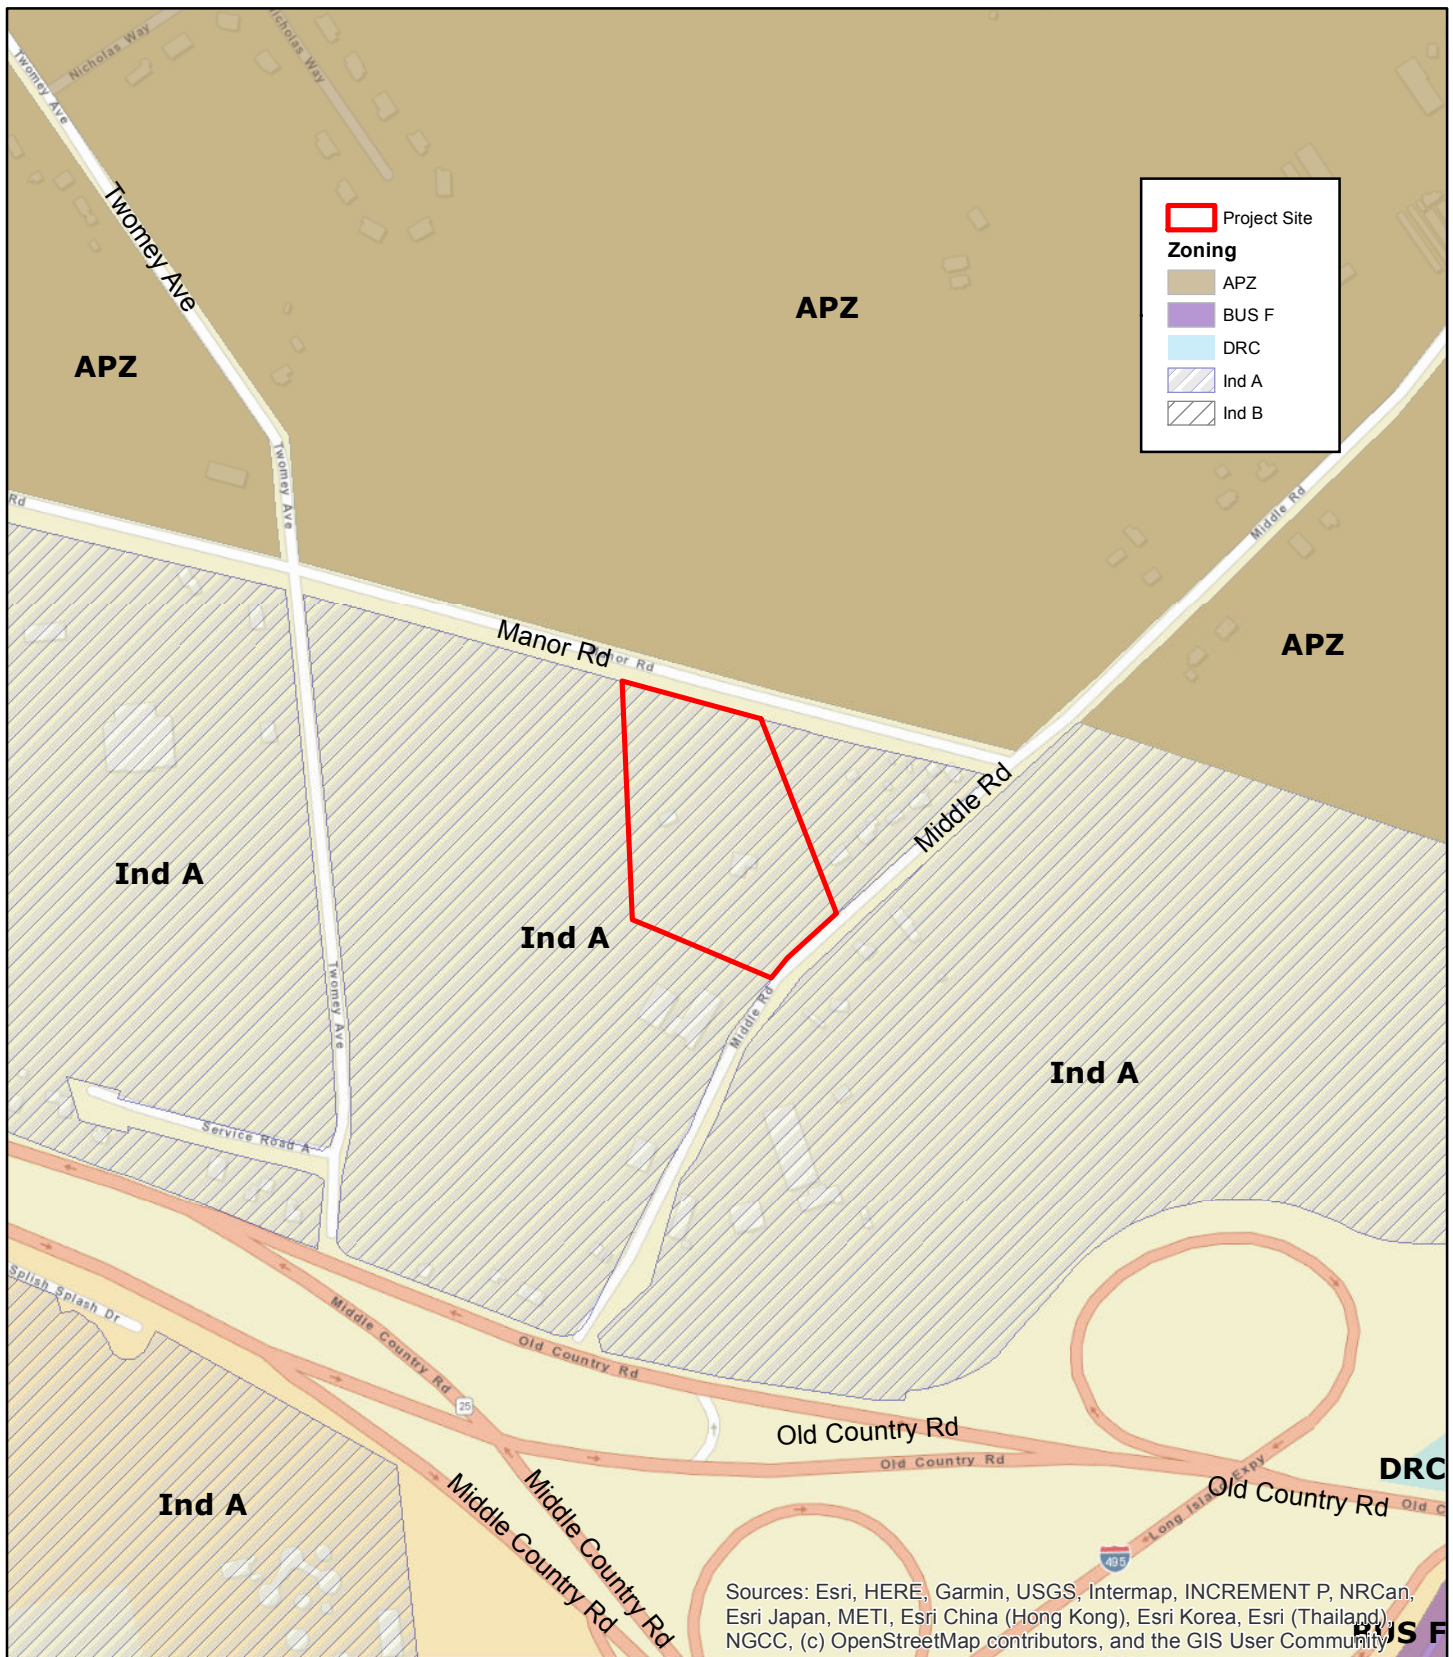 Nicholas Way
Nicholas Way
Twomey Ave
Twomey Ave
Project Site
Zoning
APZ
BUS F
DRC
Ind A
Ind B
APZ
APZ
Twomey Ave
Rd
Middle Rd
Manor Rd
Manor Rd
APZ
Middle Rd
Ind A
Ind A
Twomey Ave
Middle Rd
Ind A
Service Road A
Splish Splash Dr
Middle Country Rd
Old Country Rd
25
Old Country Rd
Old Country Rd
DRC
Old Country Rd
Old C
Long Island Expy
Ind A
Middle Country Rd
Middle Country Rd
495
Sources: Esri, HERE, Garmin, USGS, Intermap, INCREMENT P, NRCan,
Esri Japan, METI, Esri China (Hong Kong), Esri Korea, Esri (Thailand),
NGCC, (c) OpenStreetMap contributors, and the GIS User Community
BUS F